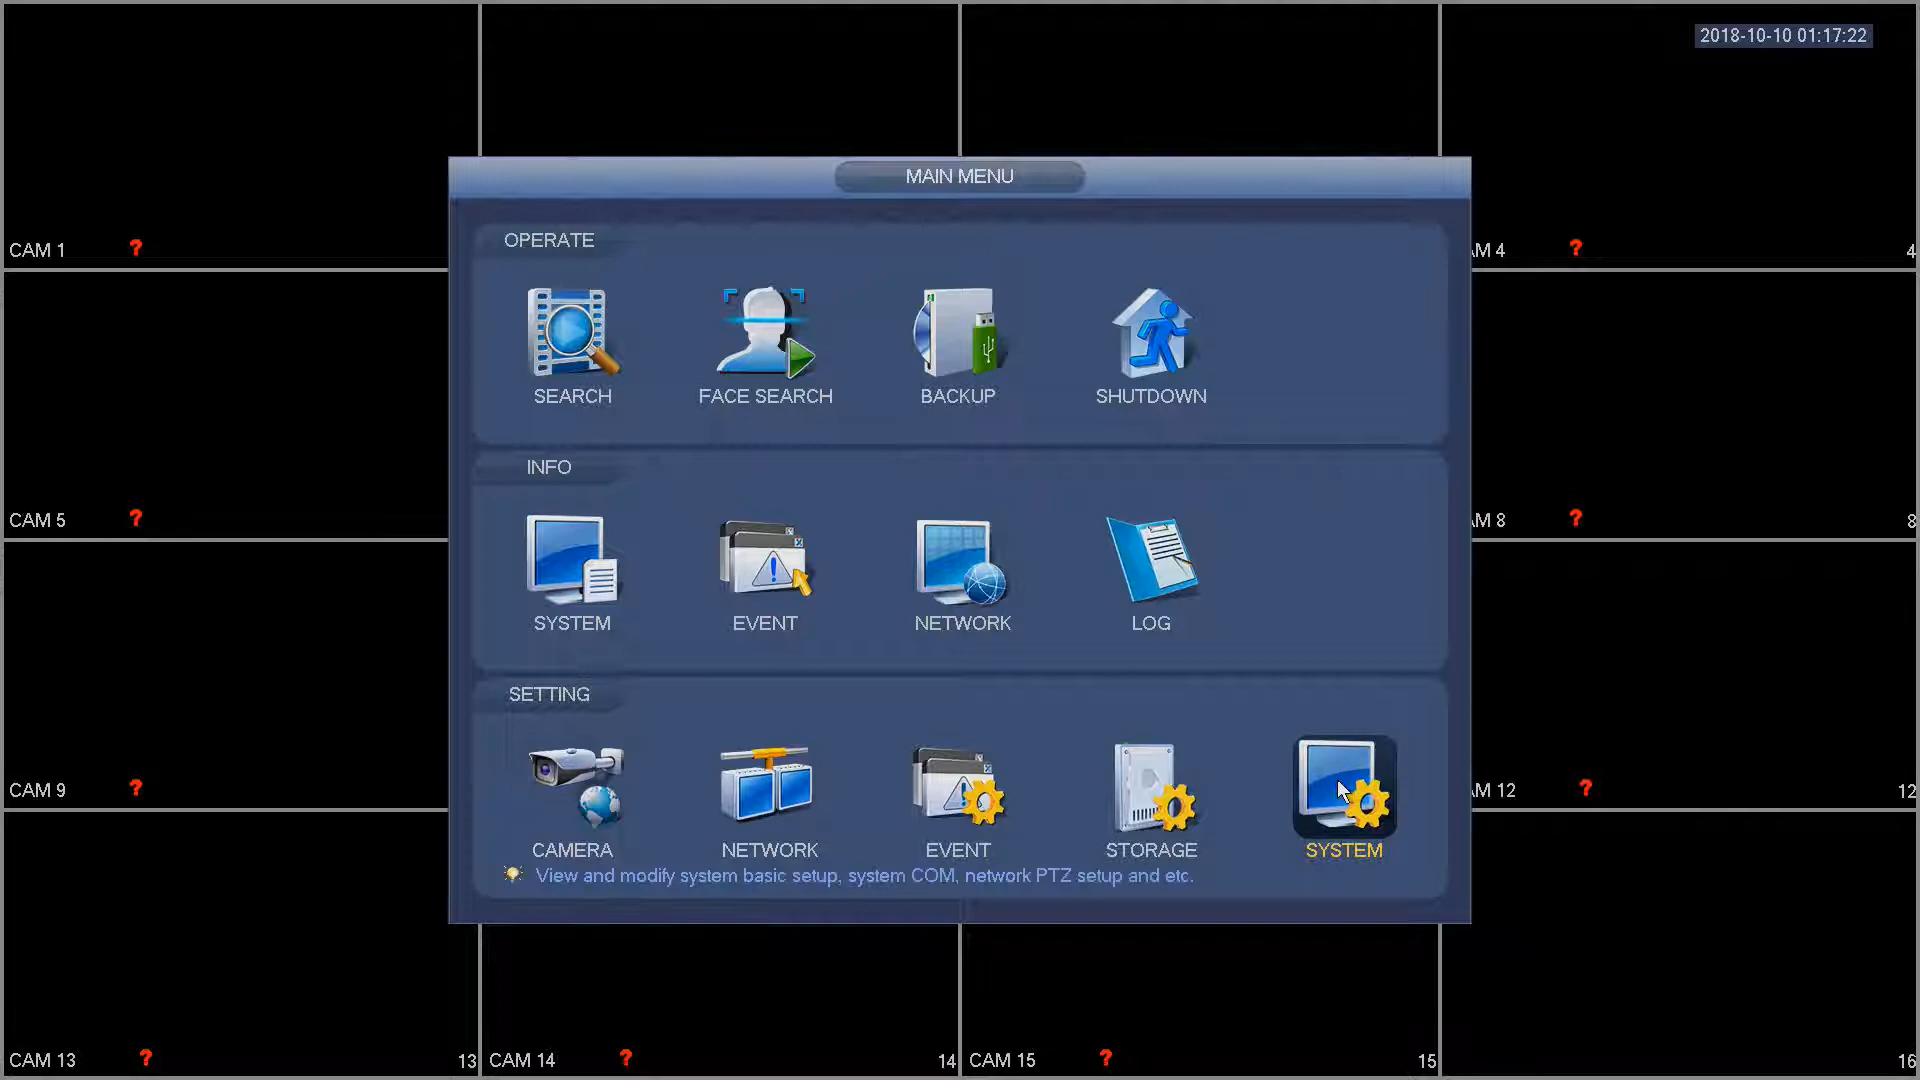 2018-10-10 01:17:22
MAIN MENU
OPERATE
CAM 1 ?
AM 4 ? 4
SEARCH FACE SEARCH BACKUP SHUTDOWN
INFO
CAM 5 ?
AM 8 ? 8
SYSTEM EVENT NETWORK LOG
SETTING
CAM 9 ?
AM 12 ? 12
CAMERA NETWORK EVENT STORAGE SYSTEM
View and modify system basic setup, system COM, network PTZ setup and etc.
CAM 13 ? 13 CAM 14 ? 14 CAM 15 ? 15 16